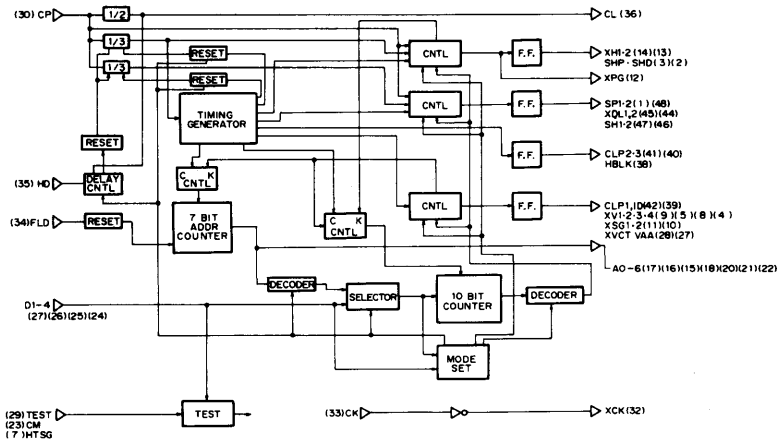 (30) CP
1/2
CL (36)
1/3
RESET
CNTL
F.F.
XH1·2 (14)(13)
SHP·SHD(3)(2)
1/3
RESET
XPG (12)
TIMING
GENERATOR
CNTL
F.F.
SP1·2(1)(48)
XDL1,2(45)(44)
SH1·2(47)(46)
RESET
F.F.
CLP2·3(41)(40)
HBLK(38)
(35) HD
DELAY
CNTL
C K
CNTL
CNTL
F.F.
CLP1,ID(42)(39)
XV1·2·3·4(9)(5)(8)(4)
XSG1·2(11)(10)
XVCT VAA(28)(27)
(34)FLD
RESET
7 BIT
ADDR
COUNTER
C K
CNTL
AO-6(17)(16)(15)(18)(20)(21)(22)
D1-4
(27)(26)(25)(24)
DECODER
SELECTOR
10 BIT
COUNTER
DECODER
MODE
SET
(29)TEST
(23)CM
(7)HTSG
TEST
(33)CK
XCK(32)